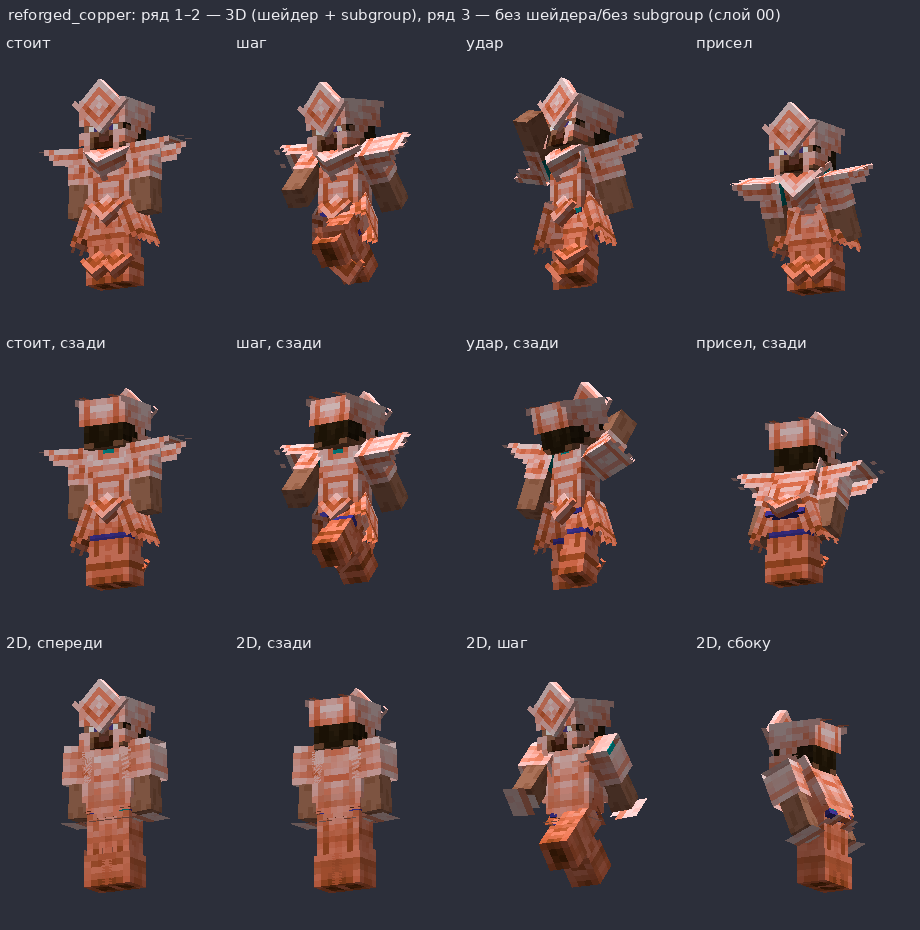 reforged_copper: ряд 1–2 — 3D (шейдер + subgroup), ряд 3 — без шейдера/без subgroup (слой 00)
стоит шаг удар присел
стоит, сзади шаг, сзади удар, сзади присел, сзади
2D, спереди 2D, сзади 2D, шаг 2D, сбоку